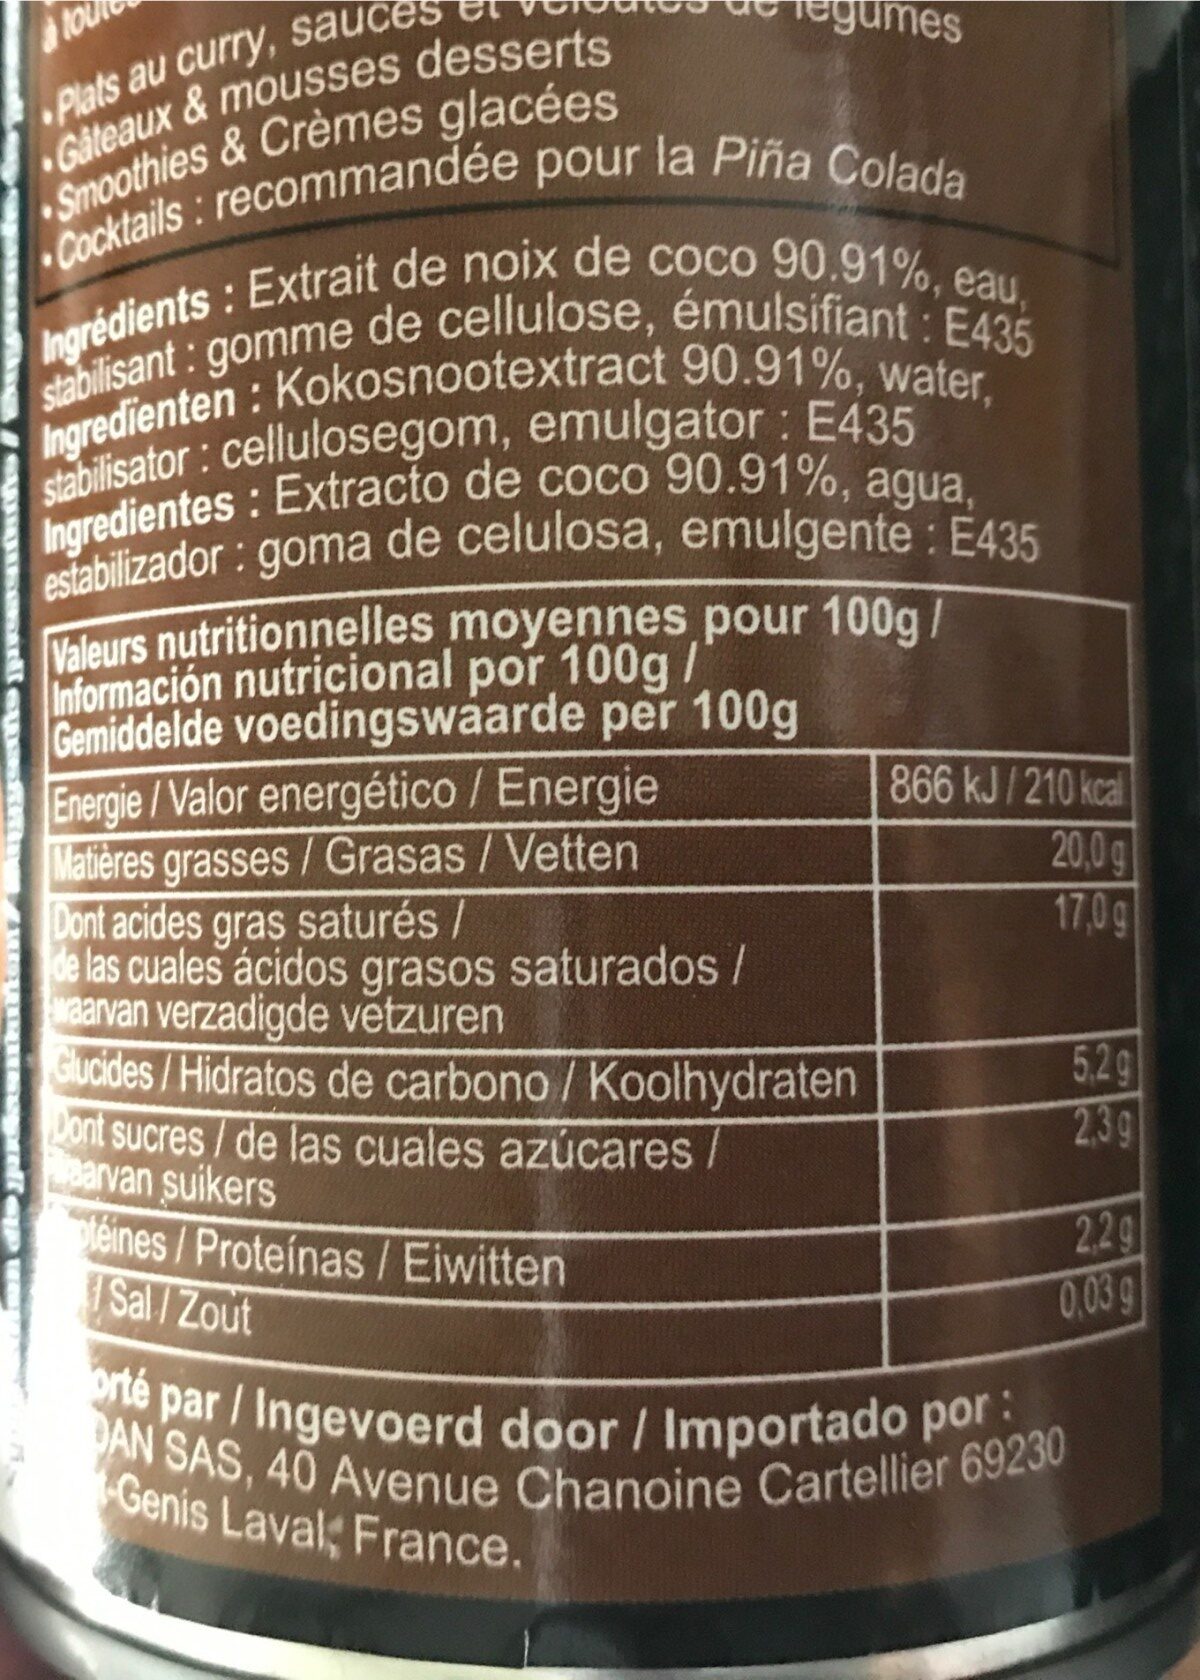 • Plats au curry, sauces et veloutés de légumes
• Gâteaux & mousses desserts
• Smoothies & Crèmes glacées
• Cocktails : recommandée pour la Piña Colada
Ingrédients : Extrait de noix de coco 90.91%, eau,
stabilisant : gomme de cellulose, émulsifiant : E435
Ingredïenten : Kokosnootextract 90.91%, water,
stabilisator : cellulosegom, emulgator : E435
Ingredientes : Extracto de coco 90.91%, agua,
estabilizador : goma de celulosa, emulgente : E435
Valeurs nutritionnelles moyennes pour 100g /
Información nutricional por 100g /
Gemiddelde voedingswaarde per 100g
Energie / Valor energético / Energie 866 kJ / 210 kcal
Matières grasses / Grasas / Vetten 20,0 g
Dont acides gras saturés / 17,0 g
de las cuales ácidos grasos saturados /
waarvan verzadigde vetzuren
Glucides / Hidratos de carbono / Koolhydraten 5,2 g
Dont sucres / de las cuales azúcares / 2,3 g
waarvan suikers
Protéines / Proteínas / Eiwitten 2,2 g
/ Sal / Zout 0,03 g
par / Ingevoerd door / Importado por :
SAS, 40 Avenue Chanoine Cartellier 69230
-Genis Laval, France.